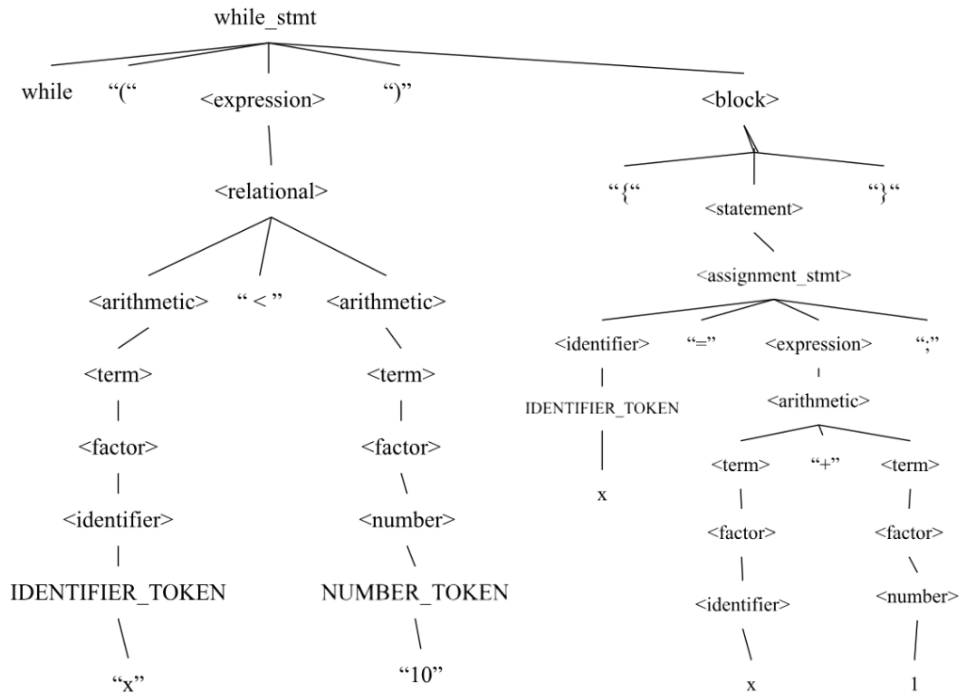 while_stmt
while “(“ <expression> “)” <block>
<relational> “{“ <statement> “}“
<assignment_stmt>
<arithmetic> “ < ” <arithmetic>
<identifier> “=” <expression> “;”
<term> <term>
IDENTIFIER_TOKEN <arithmetic>
<factor> <factor>
<term> “+” <term>
x
<identifier> <number>
<factor> <factor>
IDENTIFIER_TOKEN NUMBER_TOKEN
<identifier> <number>
“x” “10”
x 1